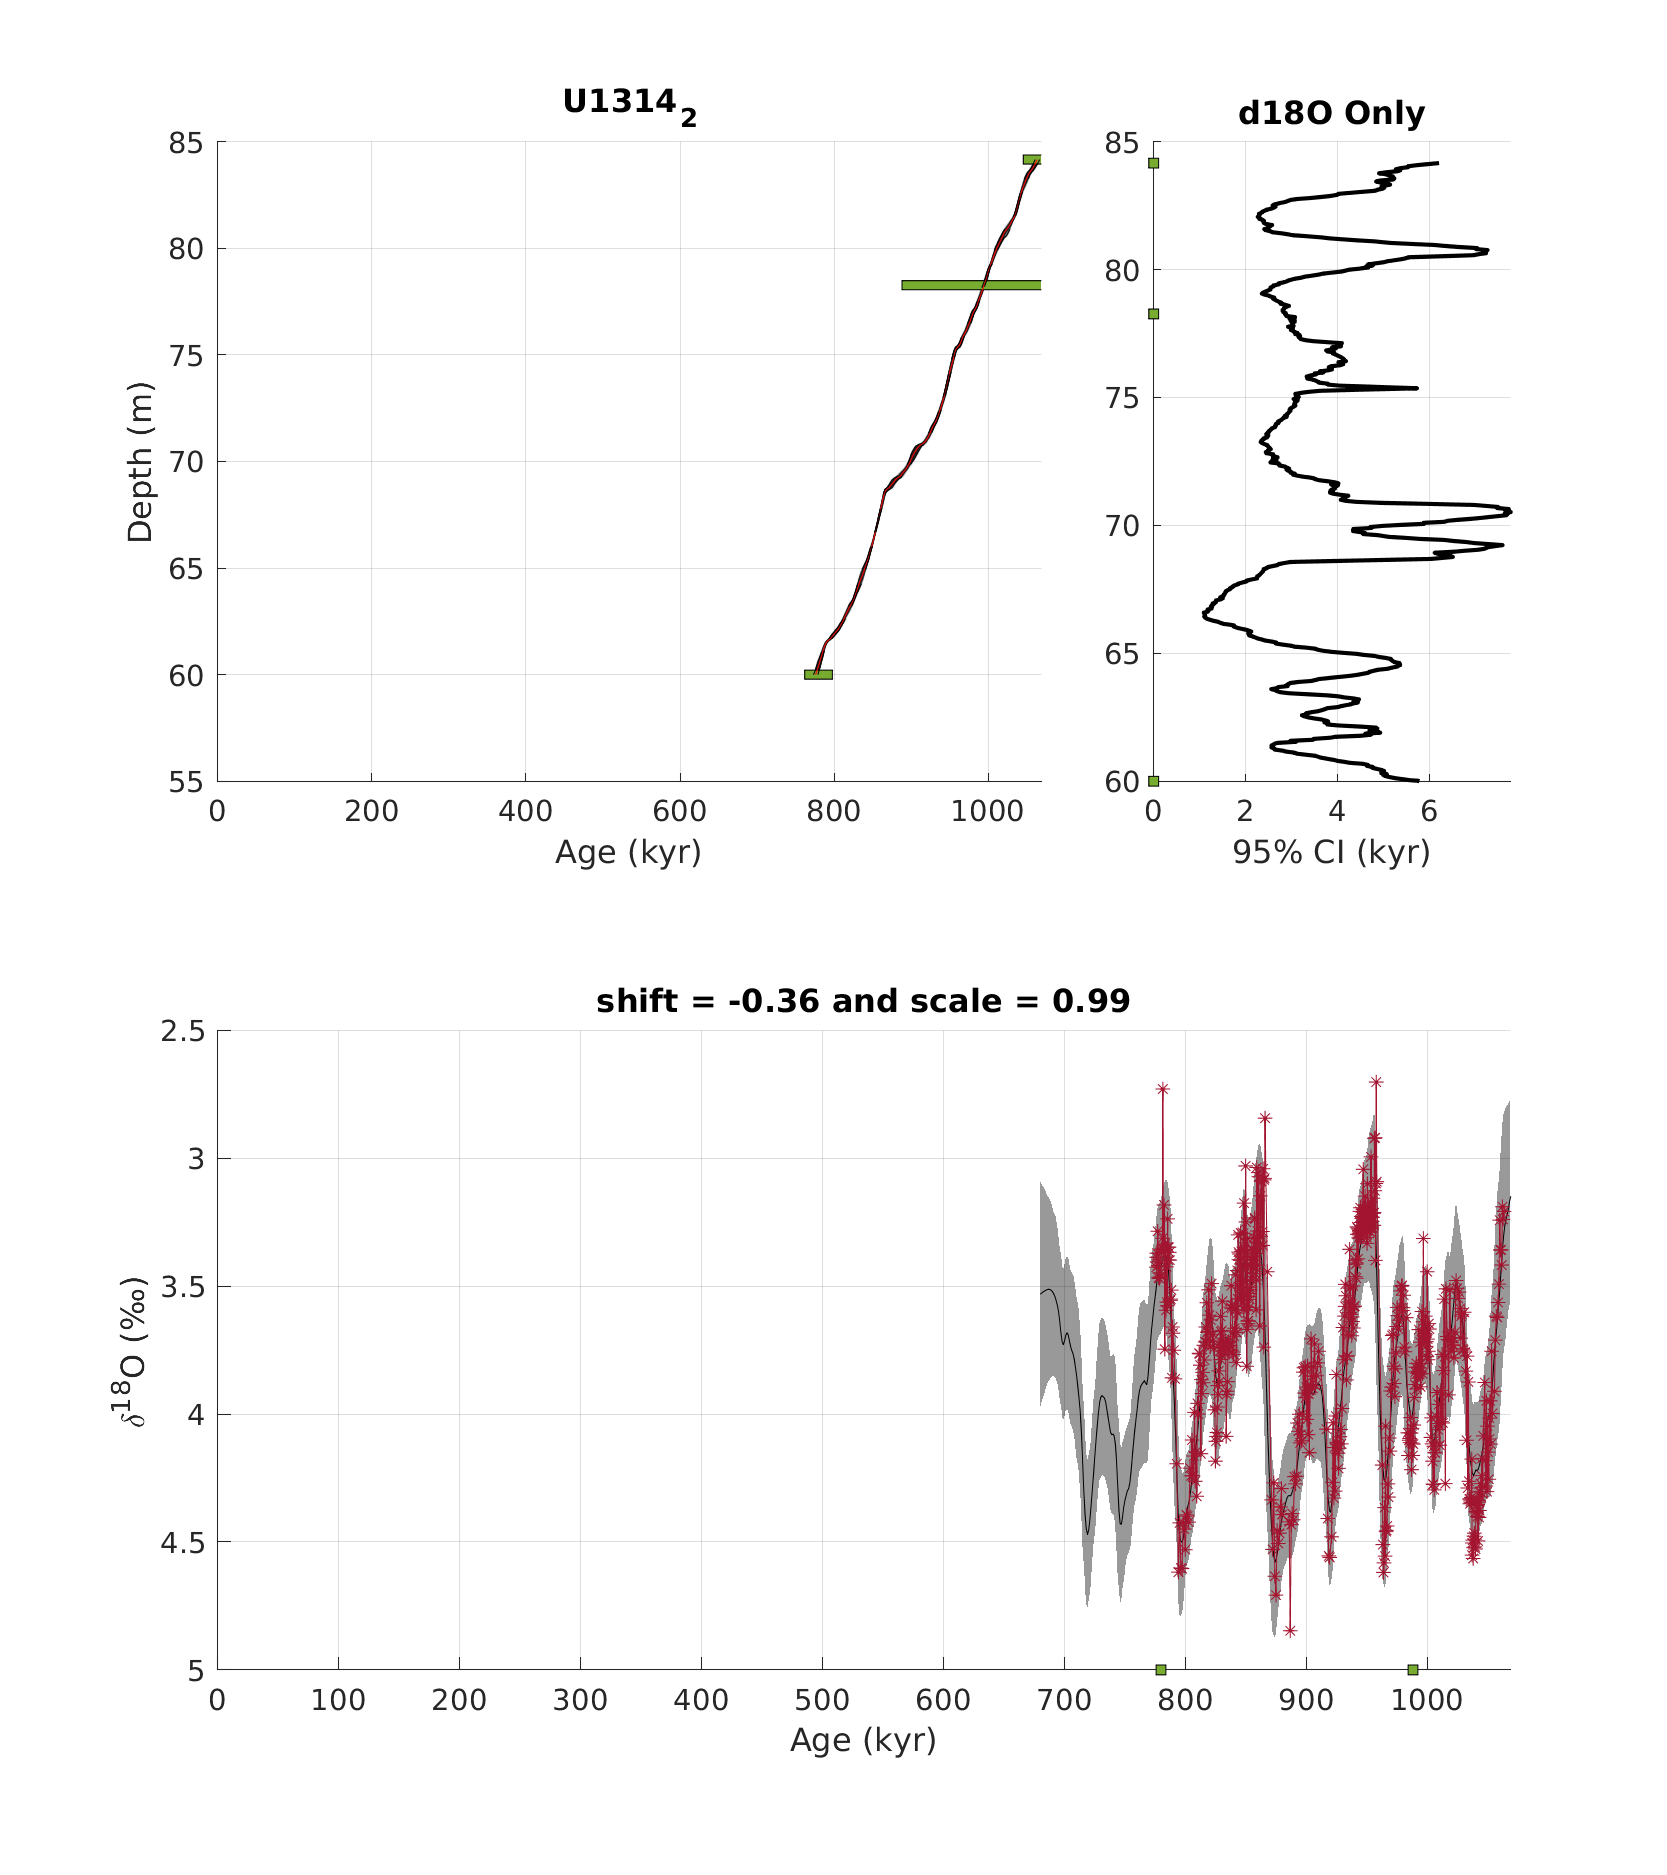 U1314₂
85
80
75
70
65
60
55
Depth (m)
0 200 400 600 800 1000
Age (kyr)
d18O Only
85
80
75
70
65
60
0 2 4 6
95% CI (kyr)
shift = -0.36 and scale = 0.99
2.5
3
3.5
4
4.5
5
δ¹⁸O (‰)
0 100 200 300 400 500 600 700 800 900 1000
Age (kyr)